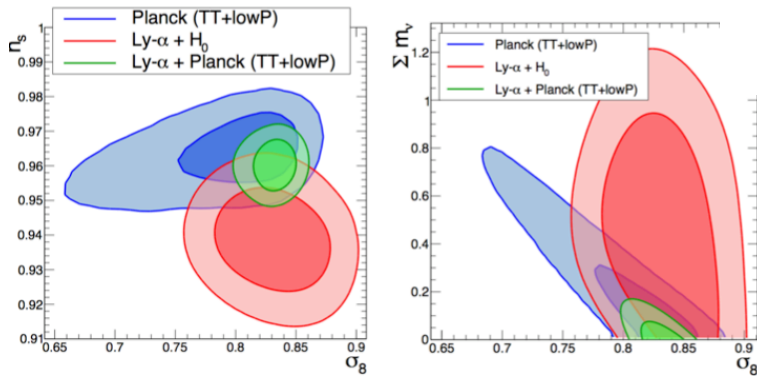 Planck (TT+lowP)
Ly-α + H₀
Ly-α + Planck (TT+lowP)
nₛ
1
0.99
0.98
0.97
0.96
0.95
0.94
0.93
0.92
0.91
0.65
0.7
0.75
0.8
0.85
0.9
σ₈
Planck (TT+lowP)
Ly-α + H₀
Ly-α + Planck (TT+lowP)
Σ mᵥ
1.2
1
0.8
0.6
0.4
0.2
0
0.7
0.75
0.8
0.85
0.9
σ₈